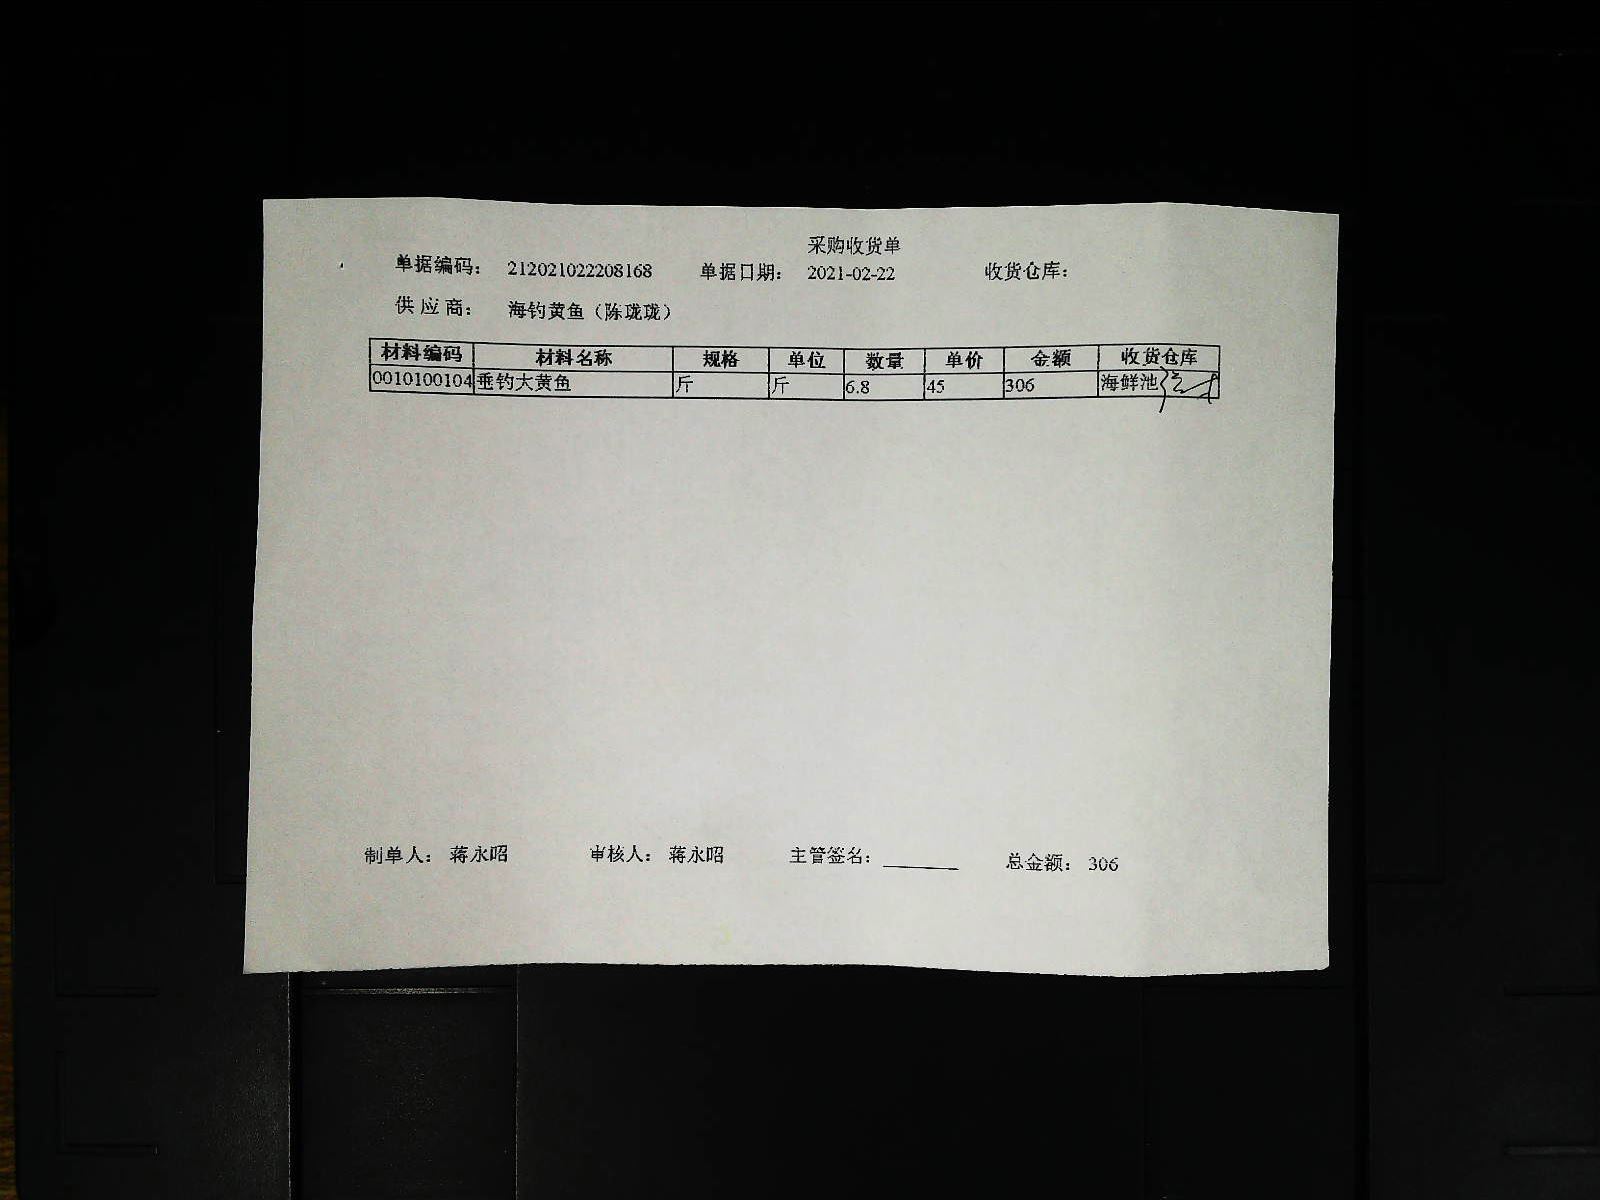 采购收货单
单据编码： 212021022208168 单据日期： 2021-02-22 收货仓库：
供应商： 海钓黄鱼（陈珑珑）
材料编码 材料名称 规格 单位 数量 单价 金额 收货仓库
0010100104 垂钓大黄鱼 斤 斤 6.8 45 306 海鲜池
制单人： 蒋永昭 审核人： 蒋永昭 主管签名： 总金额： 306